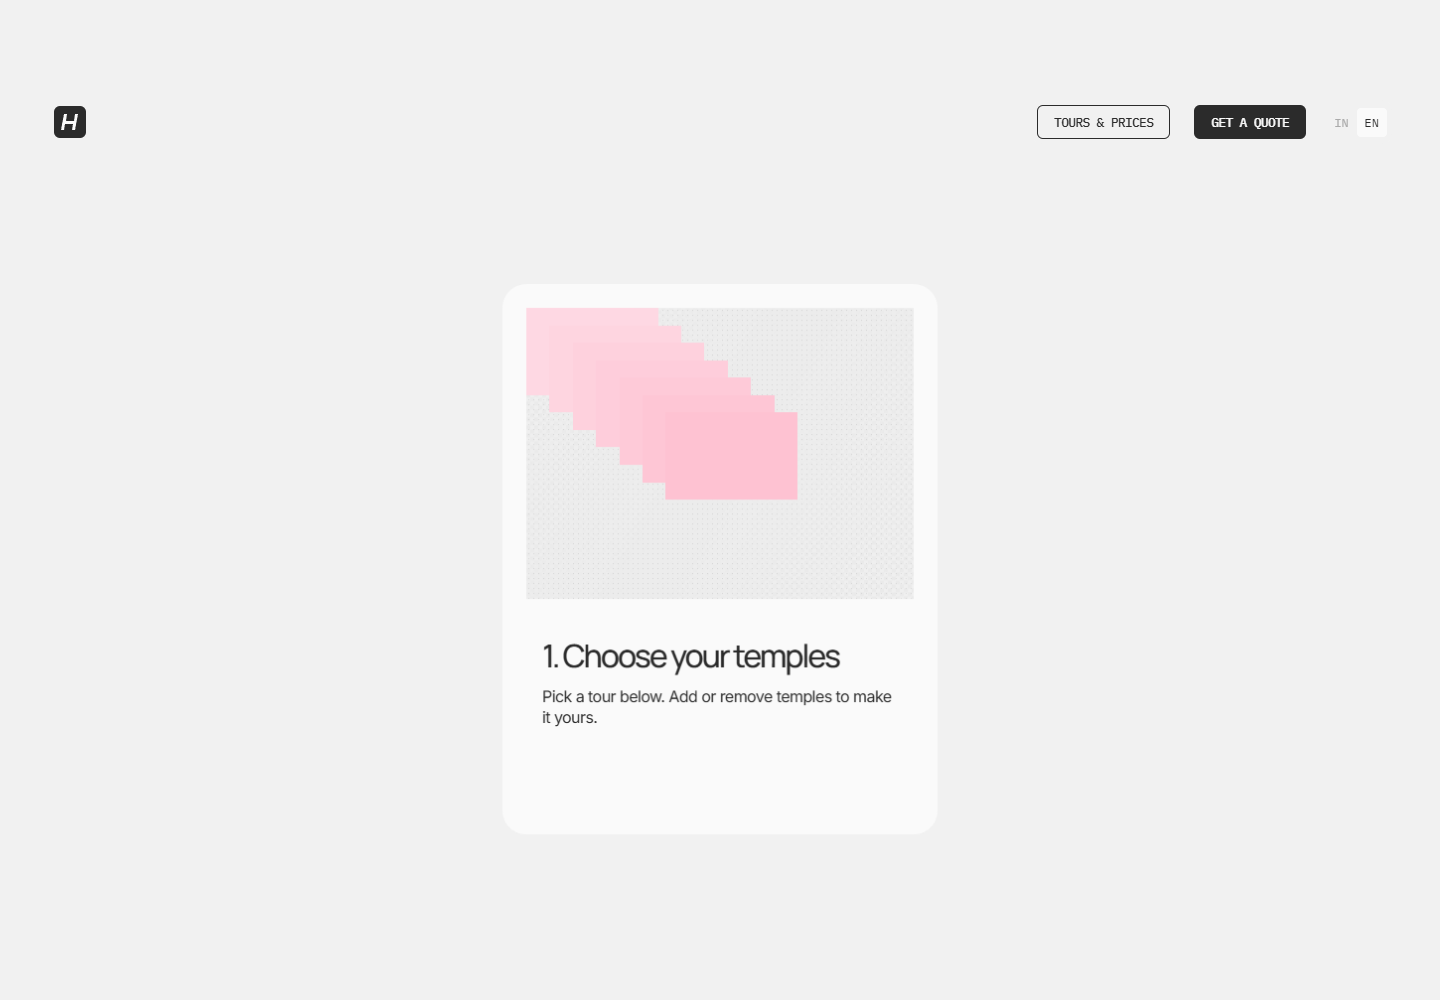 H
TOURS & PRICES
GET A QUOTE
IN
EN
1. Choose your temples
Pick a tour below. Add or remove temples to make
it yours.